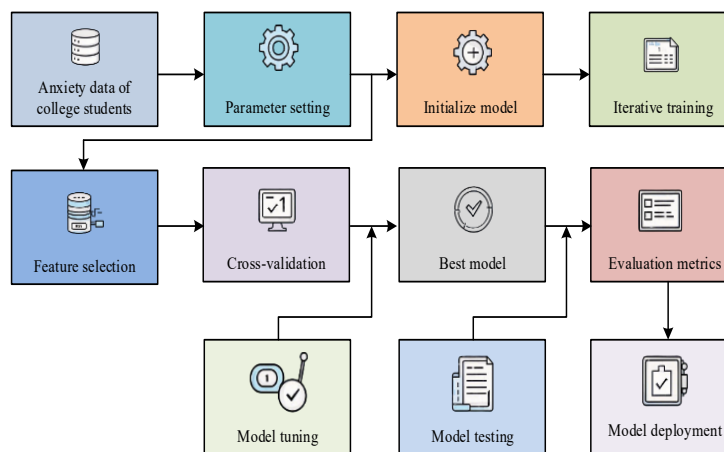 Anxiety data of
college students
Parameter setting
Initialize model
Iterative training
Feature selection
Cross-validation
Best model
Evaluation metrics
Model tuning
Model testing
Model deployment